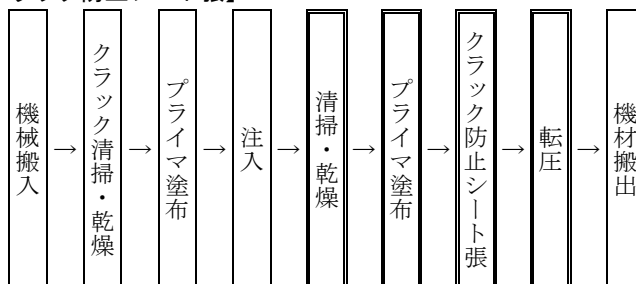 機械搬入
→
クラック清掃・乾燥
→
プライマ塗布
→
注入
→
清掃・乾燥
→
プライマ塗布
→
クラック防止シート張
→
転圧
→
機材搬出